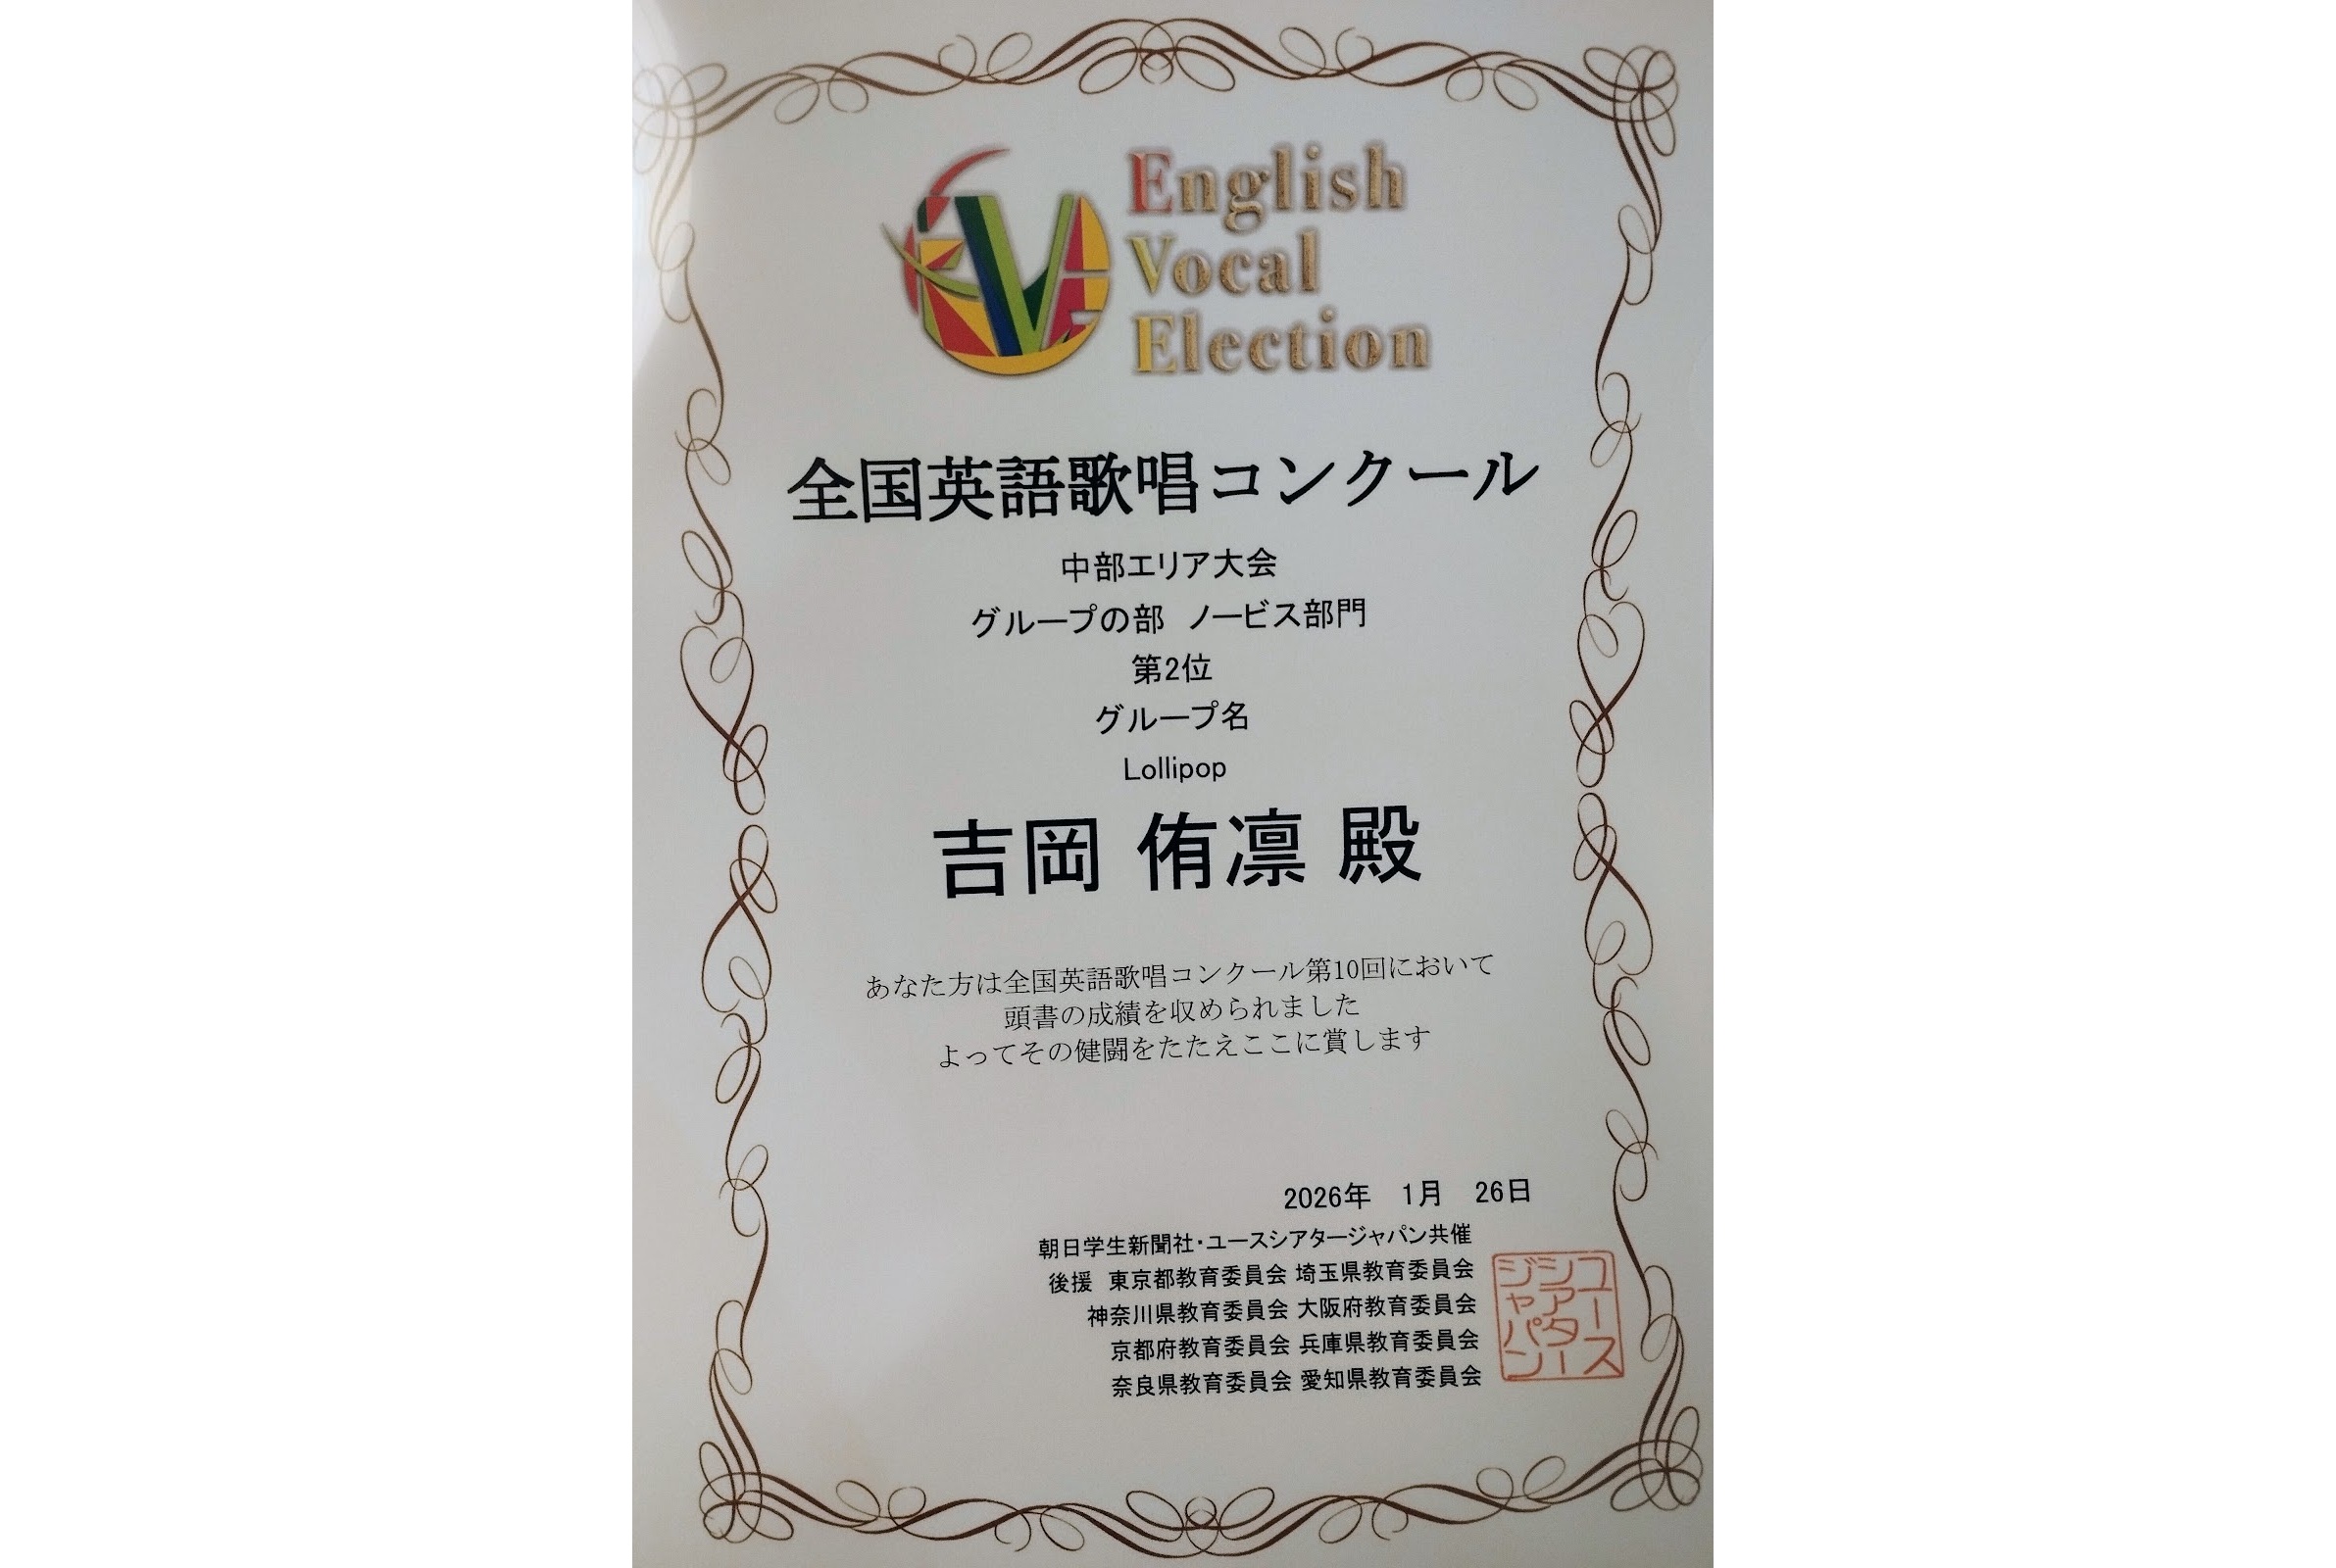 English
Vocal
Election
全国英語歌唱コンクール
中部エリア大会
グループの部 ノービス部門
第2位
グループ名
Lollipop
吉岡 侑凛 殿
あなた方は全国英語歌唱コンクール第10回において
頭書の成績を収められました
よってその健闘をたたえここに賞します
2026年 1月 26日
朝日学生新聞社・ユースシアタージャパン共催
後援 東京都教育委員会 埼玉県教育委員会
神奈川県教育委員会 大阪府教育委員会
京都府教育委員会 兵庫県教育委員会
奈良県教育委員会 愛知県教育委員会
ユース
シアター
ジャパン